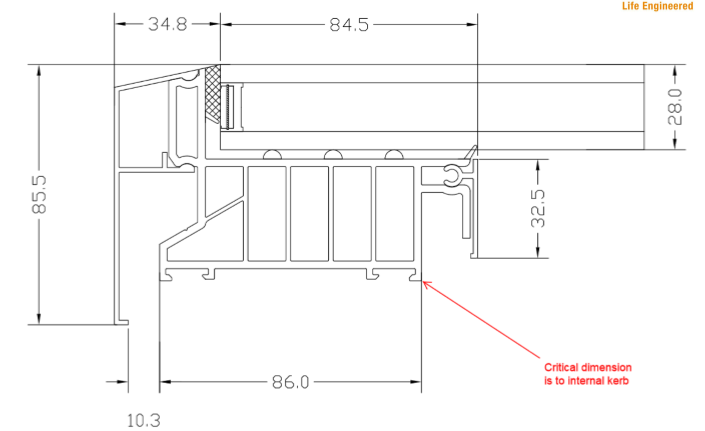 Life Engineered
34.8
84.5
28.0
85.5
32.5
Critical dimension
is to internal kerb
86.0
10.3